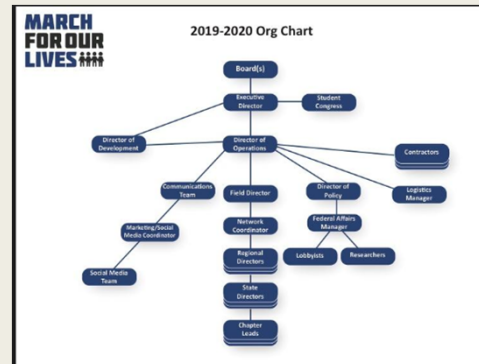 MARCH
FOR OUR
LIVES
2019-2020 Org Chart
Board(s)
Executive
Director
Student
Congress
Director of
Development
Director of
Operations
Contractors
Communications
Team
Field Director
Director of
Policy
Logistics
Manager
Marketing/Social
Media Coordinator
Network
Coordinator
Federal Affairs
Manager
Social Media
Team
Regional
Directors
Lobbyists
Researchers
State
Directors
Chapter
Leads